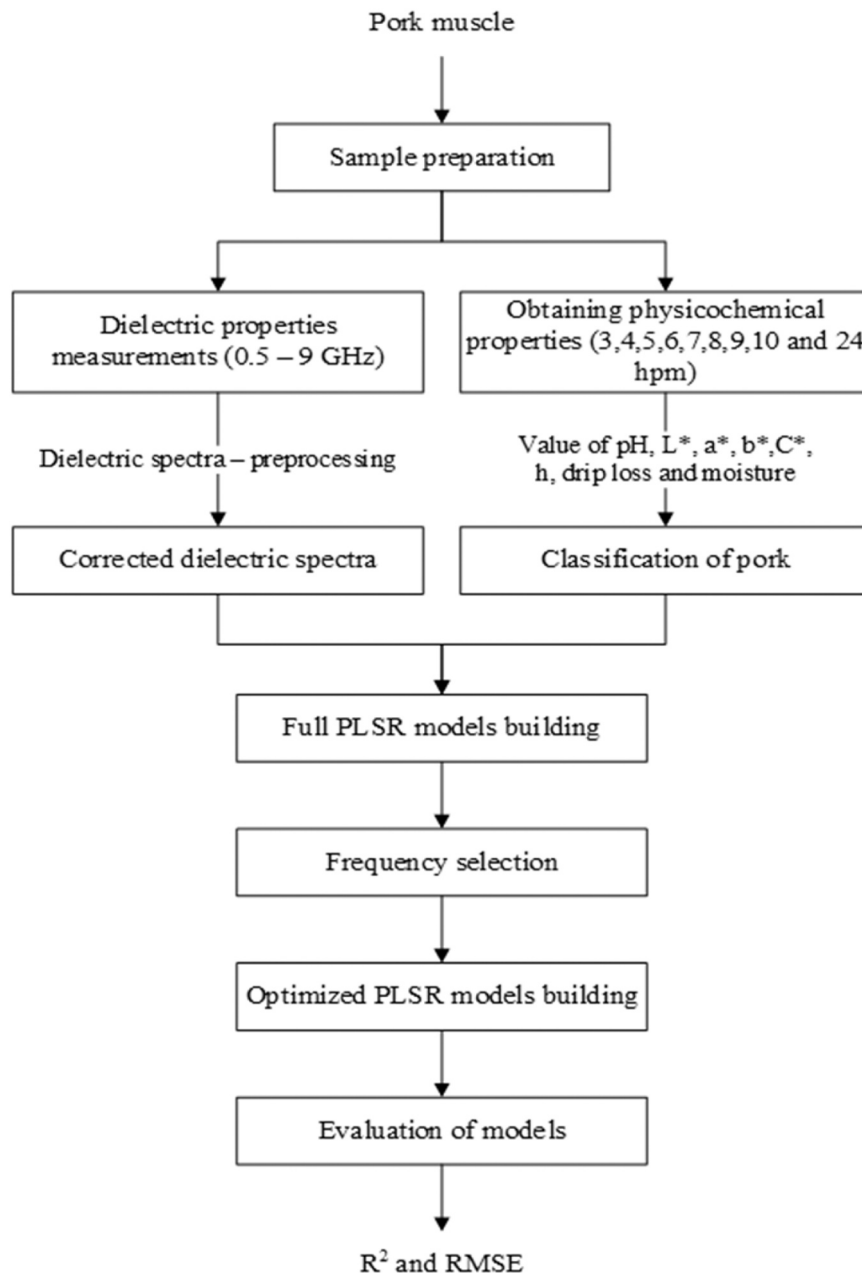 Pork muscle
Sample preparation
Dielectric properties
measurements (0.5 – 9 GHz)
Obtaining physicochemical
properties (3,4,5,6,7,8,9,10 and 24
hpm)
Dielectric spectra – preprocessing
Value of pH, L*, a*, b*,C*,
h, drip loss and moisture
Corrected dielectric spectra
Classification of pork
Full PLSR models building
Frequency selection
Optimized PLSR models building
Evaluation of models
R² and RMSE